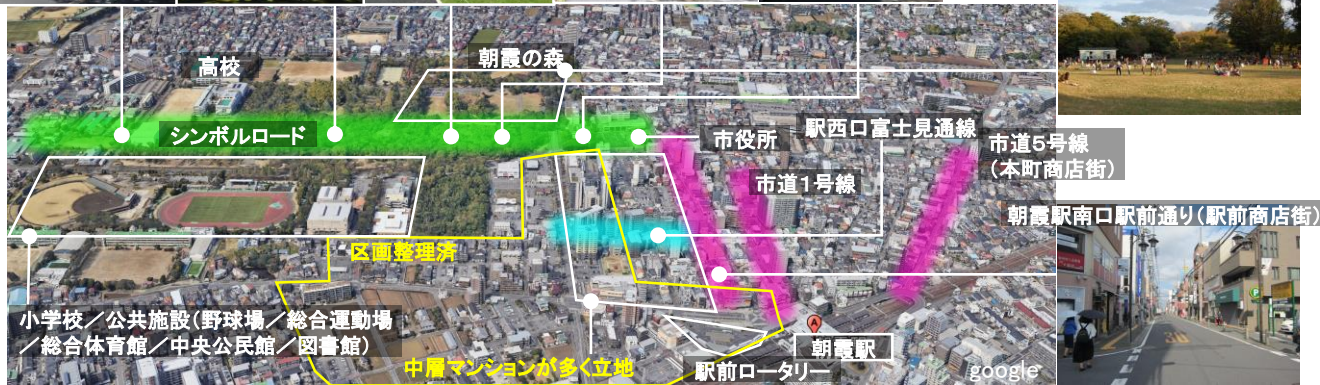 高校
朝霞の森
シンボルロード
市役所
駅西口富士見通線
市道5号線
(本町商店街)
市道1号線
朝霞駅南口駅前通り(駅前商店街)
区画整理済
小学校/公共施設(野球場/総合運動場
/総合体育館/中央公民館/図書館)
中層マンションが多く立地
駅前ロータリー
A
朝霞駅
google